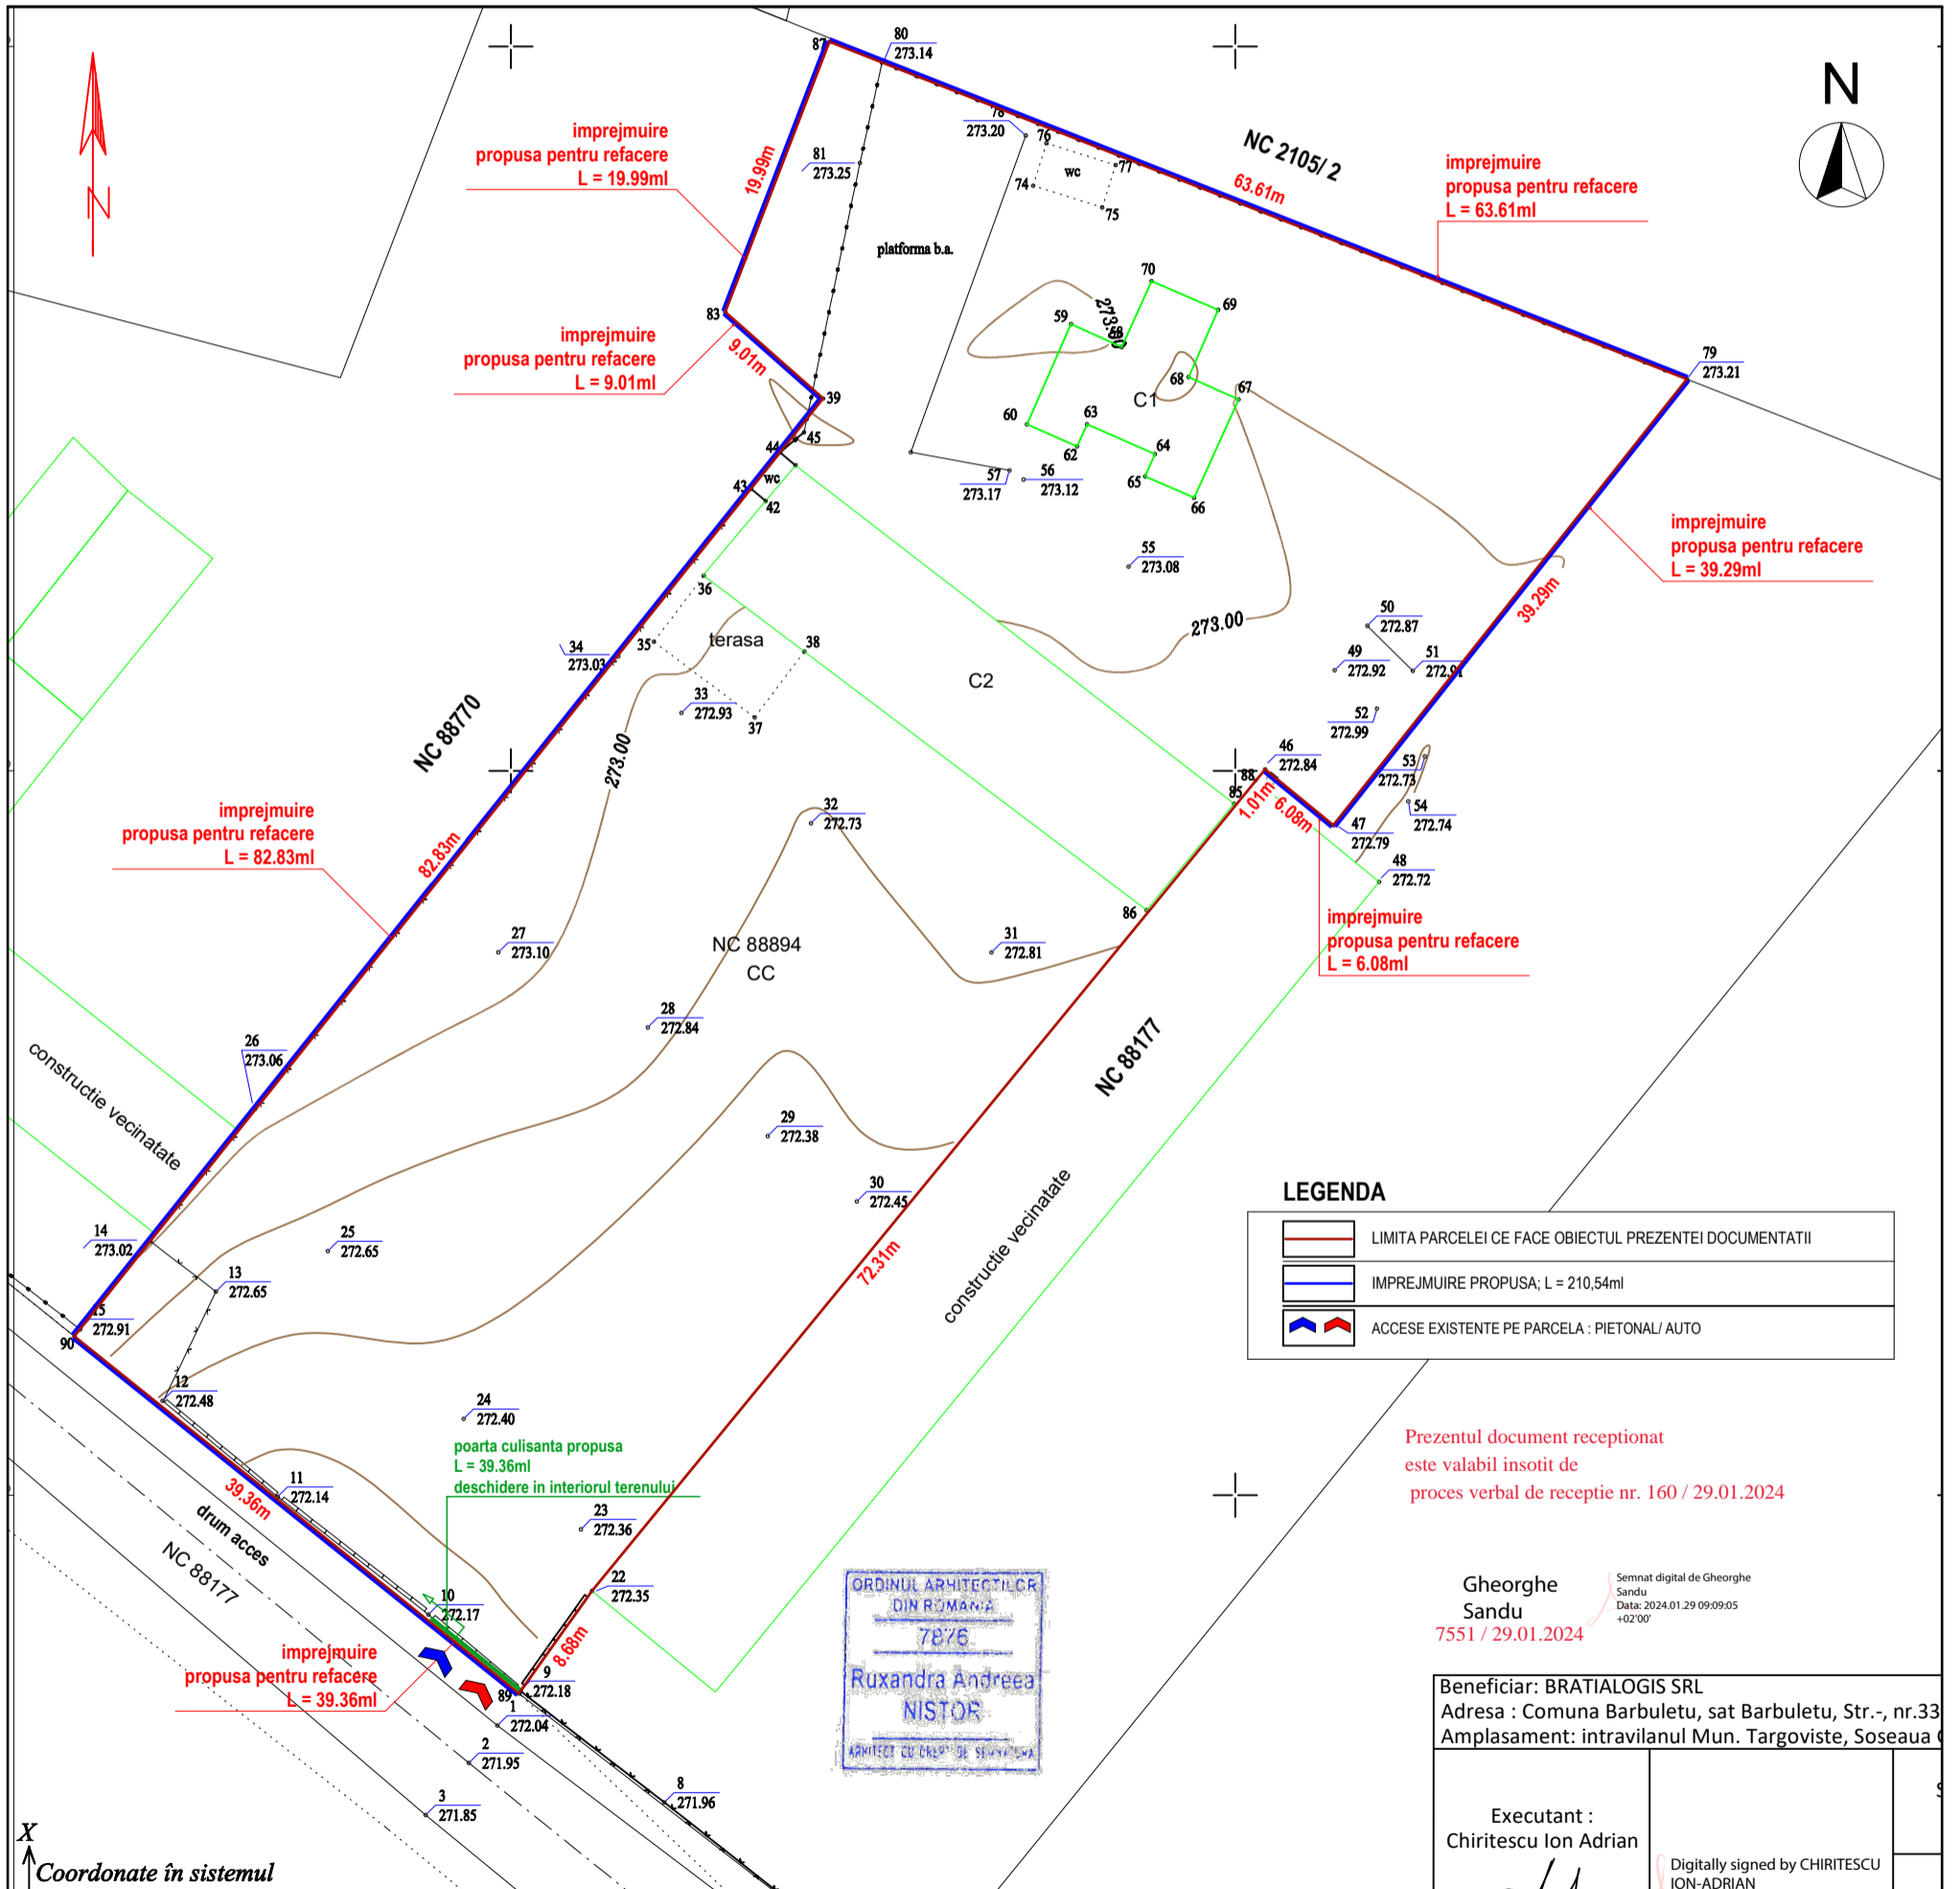 87
80
273.14
N
N
imprejmuire
propusa pentru refacere
L = 19.99ml
19.99m
81
273.25
78
273.20
76
77
74
75
wc
NC 2105/ 2
63.61m
imprejmuire
propusa pentru refacere
L = 63.61ml
platforma b.a.
83
imprejmuire
propusa pentru refacere
L = 9.01ml
9.01m
39
45
44
43
wc
42
70
69
59
58
273.00
68
67
C1
60
63
62
64
65
66
57
273.17
56
273.12
55
273.08
79
273.21
imprejmuire
propusa pentru refacere
L = 39.29ml
39.29m
36
35
terasa
38
37
34
273.03
33
272.93
273.00
C2
273.00
50
272.87
49
272.92
51
272.91
52
272.99
53
272.73
54
272.74
46
272.84
88
85
1.01m
6.08m
47
272.79
48
272.72
86
imprejmuire
propusa pentru refacere
L = 6.08ml
NC 88770
imprejmuire
propusa pentru refacere
L = 82.83ml
82.83m
32
272.73
27
273.10
NC 88894
CC
31
272.81
28
272.84
26
273.06
constructie vecinatate
NC 88177
29
272.38
30
272.45
72.31m
constructie vecinatate
25
272.65
14
273.02
13
272.65
15
272.91
90
12
272.48
24
272.40
poarta culisanta propusa
L = 39.36ml
deschidere in interiorul terenului
11
272.14
39.36m
drum acces
NC 88177
23
272.36
22
272.35
10
272.17
8.68m
9
272.18
89
1
272.04
2
271.95
3
271.85
8
271.96
imprejmuire
propusa pentru refacere
L = 39.36ml
LEGENDA
LIMITA PARCELEI CE FACE OBIECTUL PREZENTEI DOCUMENTATII
IMPREJMUIRE PROPUSA; L = 210,54ml
ACCESE EXISTENTE PE PARCELA : PIETONAL/ AUTO
Prezentul document receptionat
este valabil insotit de
proces verbal de receptie nr. 160 / 29.01.2024
Gheorghe
Sandu
7551 / 29.01.2024
Semnat digital de Gheorghe
Sandu
Data: 2024.01.29 09:09:05
+02'00'
ORDINUL ARHITECTILOR
DIN ROMANIA
7876
Ruxandra Andreea
NISTOR
ARHITECT CU DREPT DE SEMNATURA
Beneficiar: BRATIALOGIS SRL
Adresa : Comuna Barbuletu, sat Barbuletu, Str.-, nr.33
Amplasament: intravilanul Mun. Targoviste, Soseaua
Executant :
Chiritescu Ion Adrian
Digitally signed by CHIRITESCU
ION-ADRIAN
X
Coordonate în sistemul